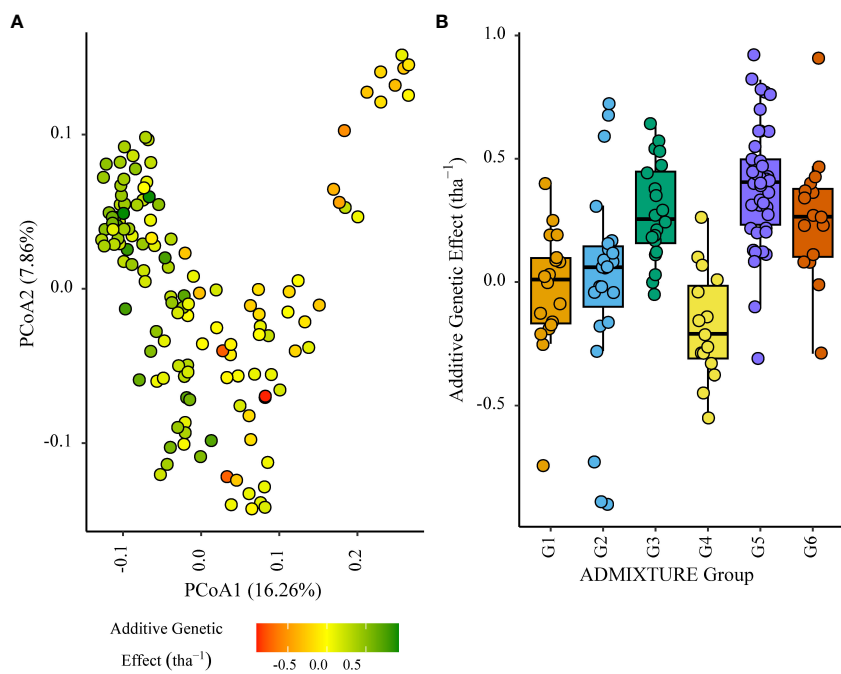 A
B
PCoA2 (7.86%)
0.1
0.0
-0.1
-0.1
0.0
0.1
0.2
PCoA1 (16.26%)
Additive Genetic
Effect (tha⁻¹)
-0.5 0.0 0.5
Additive Genetic Effect (tha⁻¹)
1.0
0.5
0.0
-0.5
G1
G2
G3
G4
G5
G6
ADMIXTURE Group